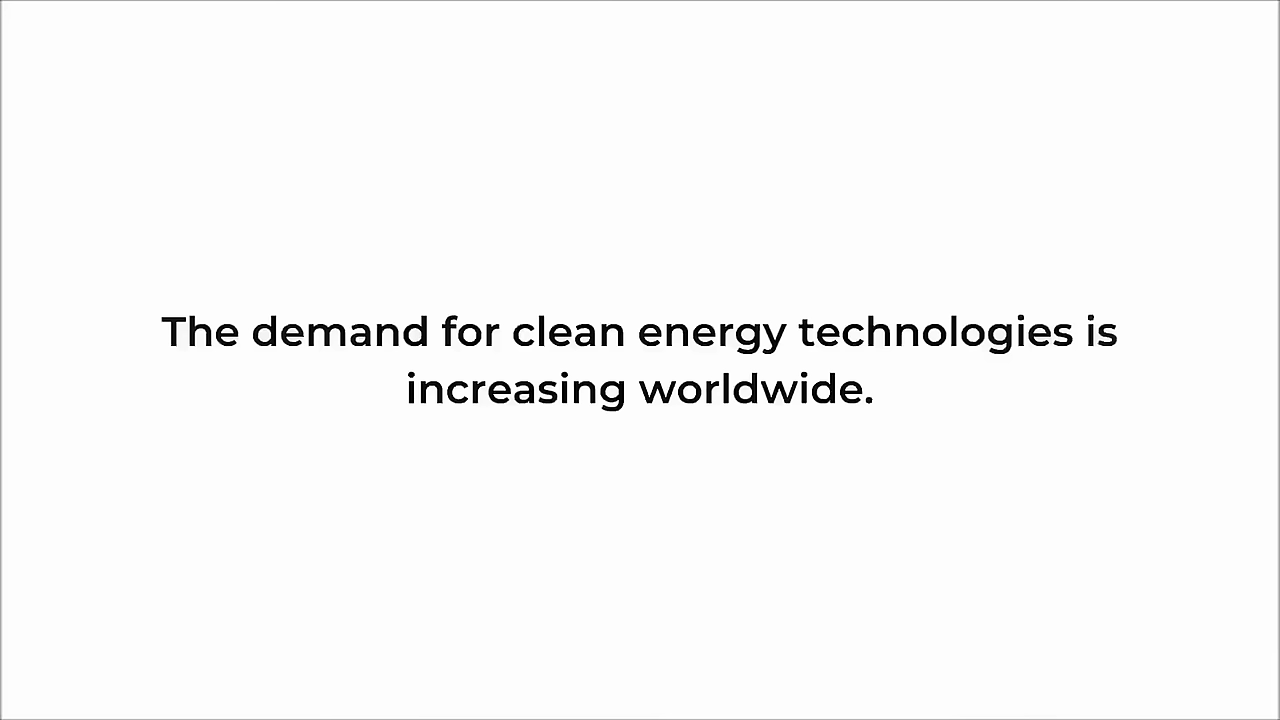 The demand for clean energy technologies is
increasing worldwide.